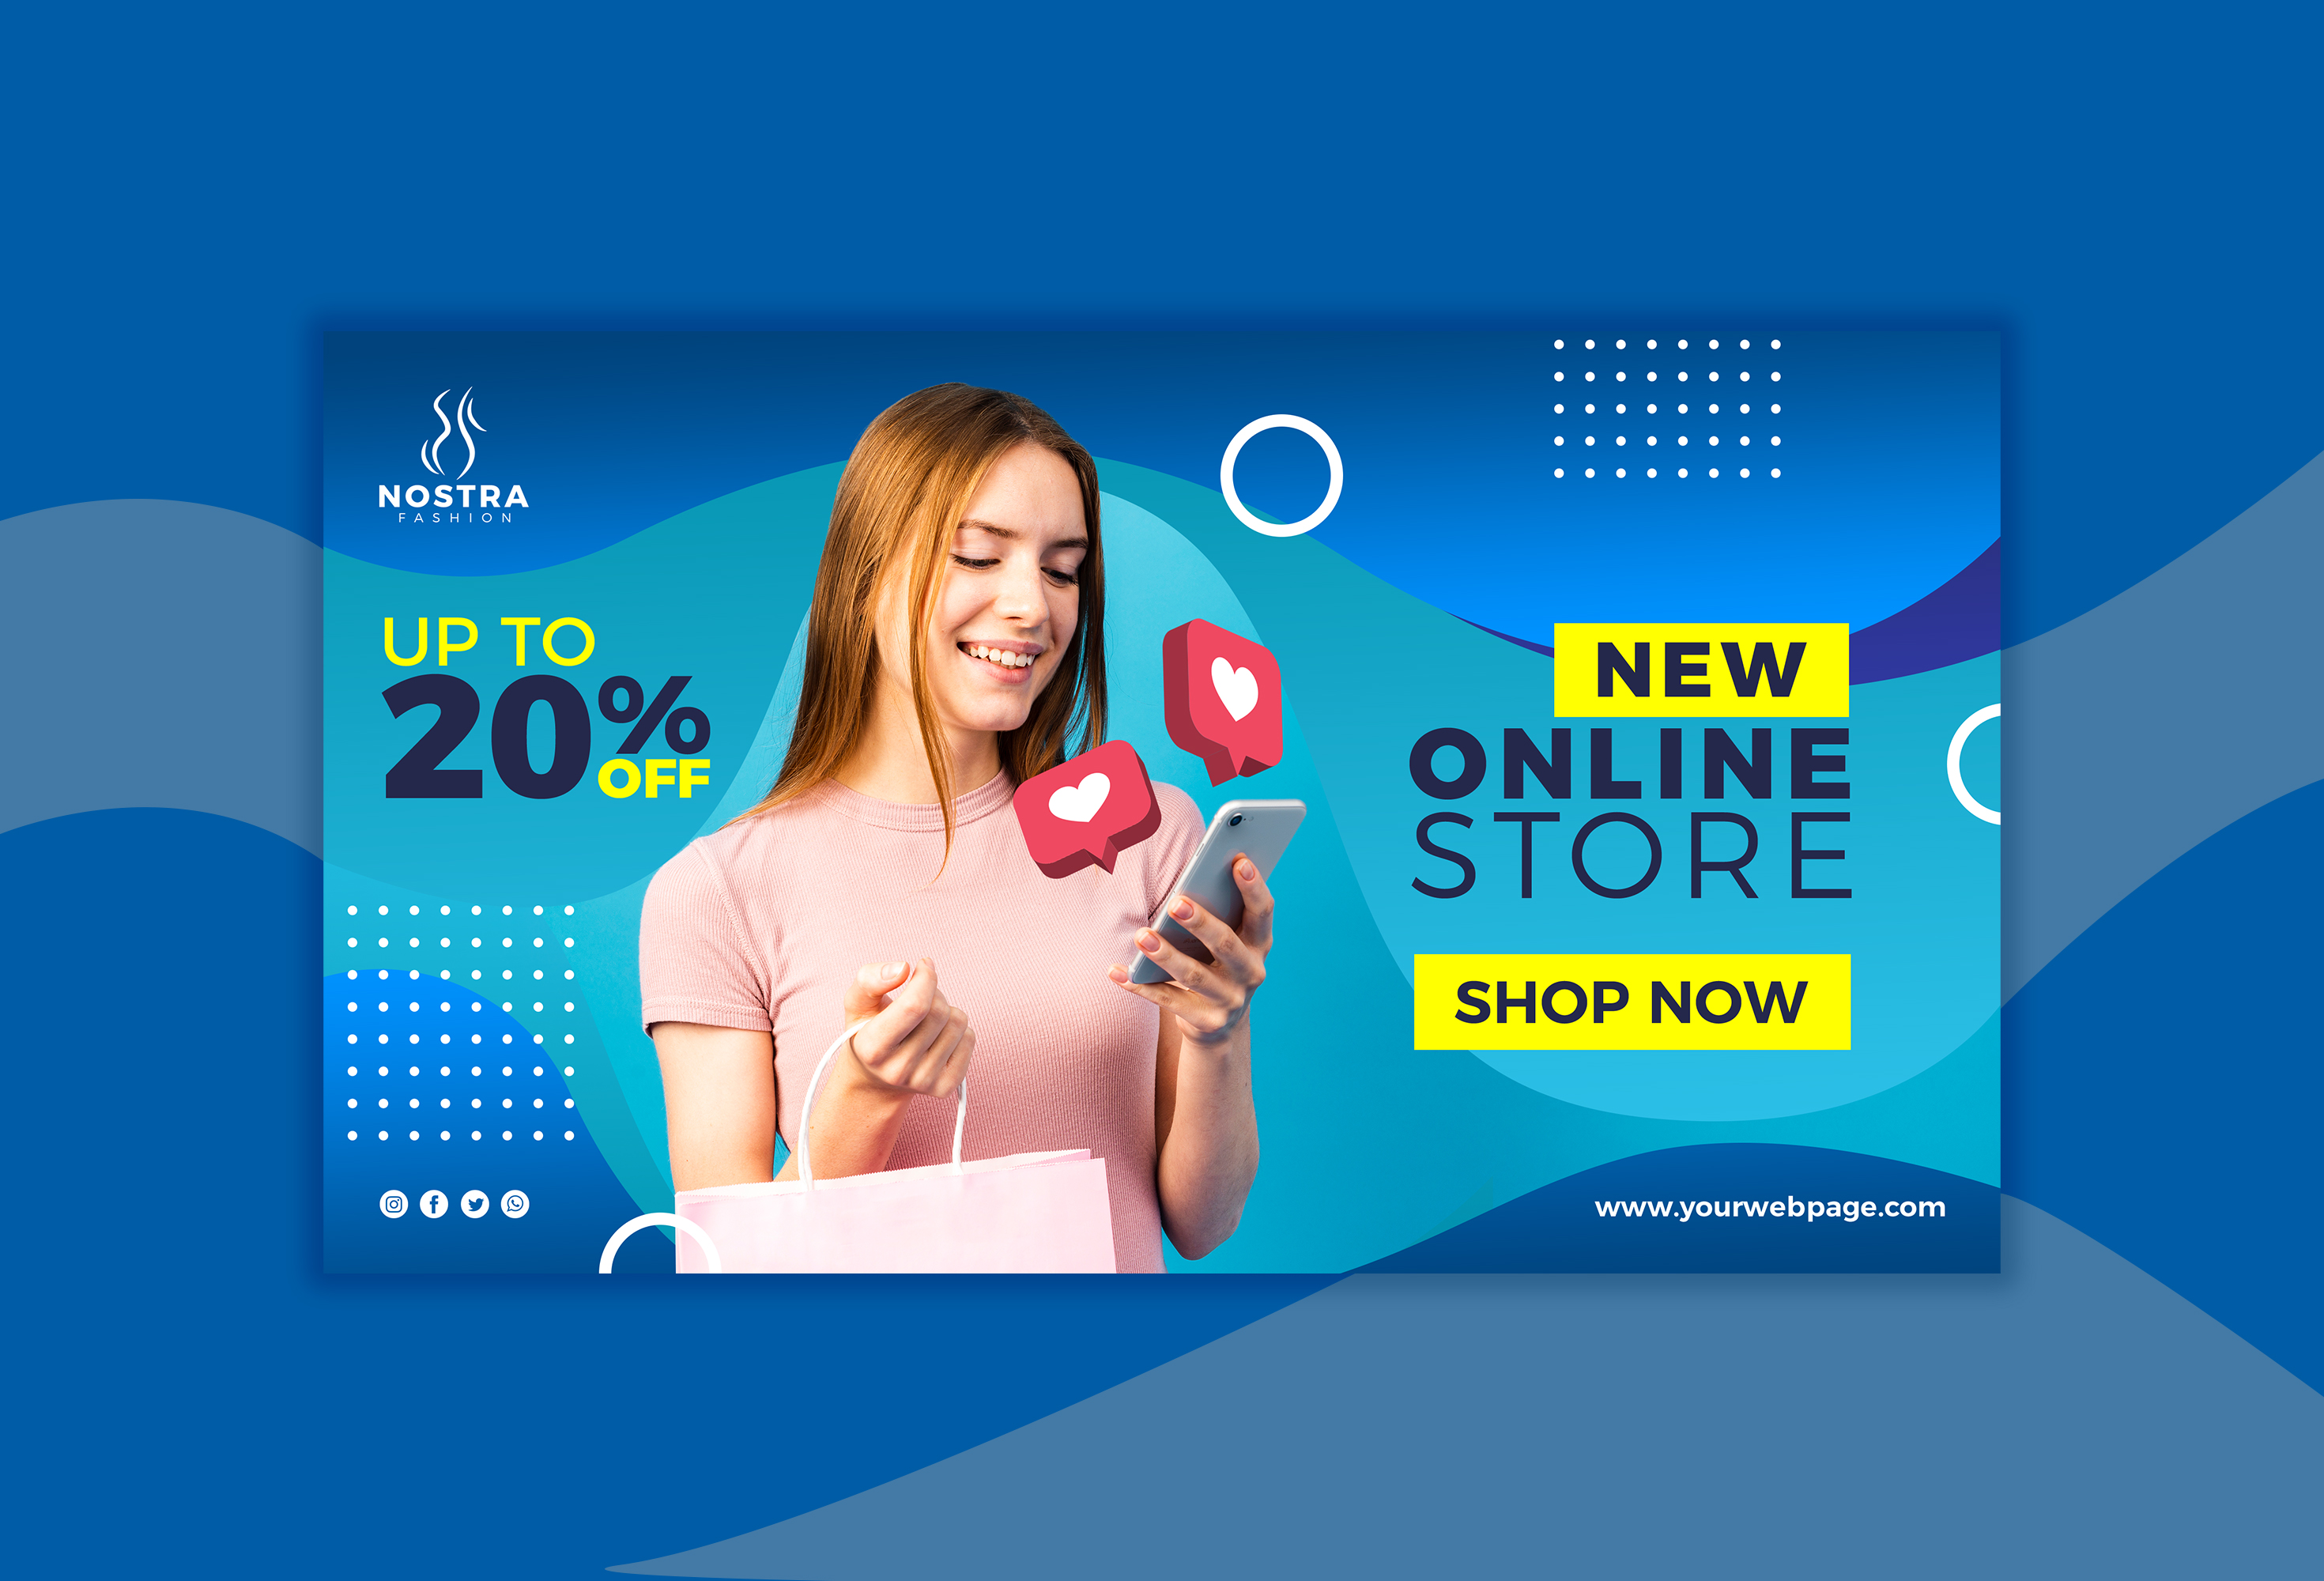 NOSTRA
FASHION
UP TO
20%
OFF
NEW
ONLINE
STORE
SHOP NOW
www.yourwebpage.com